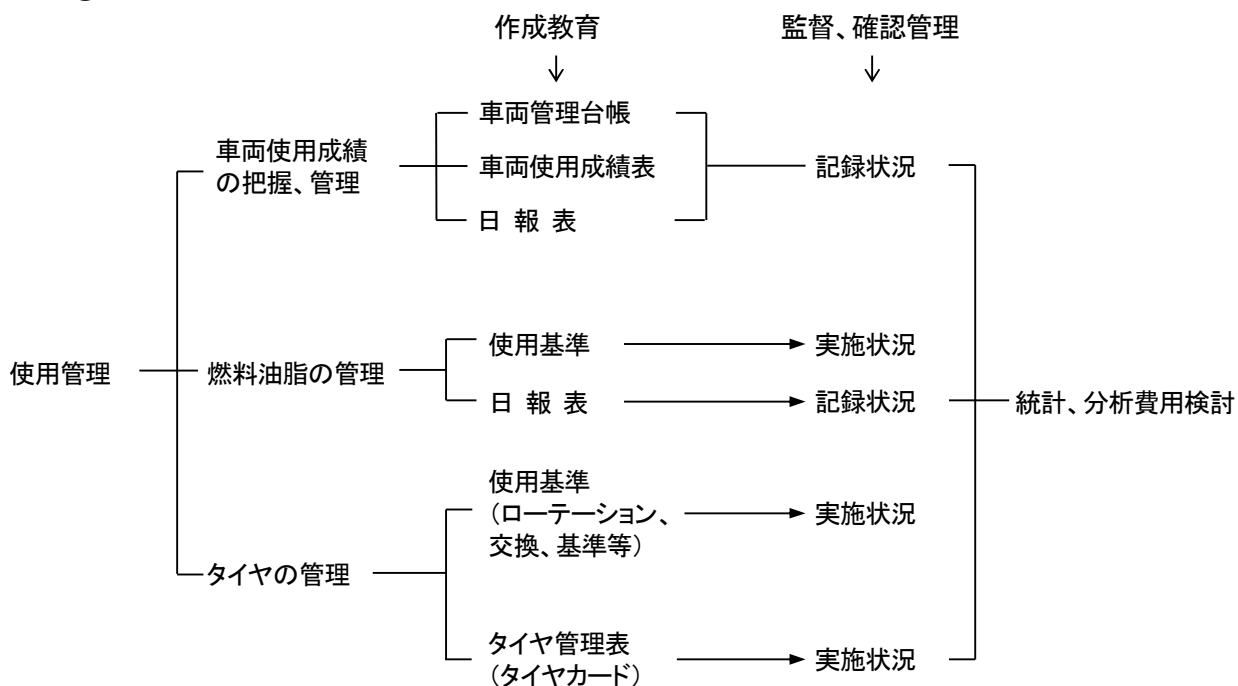 作成教育
監督、確認管理
車両管理台帳
車両使用成績
の把握、管理
車両使用成績表
記録状況
日 報 表
使用基準
実施状況
使用管理
燃料油脂の管理
日 報 表
記録状況
統計、分析費用検討
使用基準
(ローテーション、
交換、基準等)
実施状況
タイヤの管理
タイヤ管理表
(タイヤカード)
実施状況